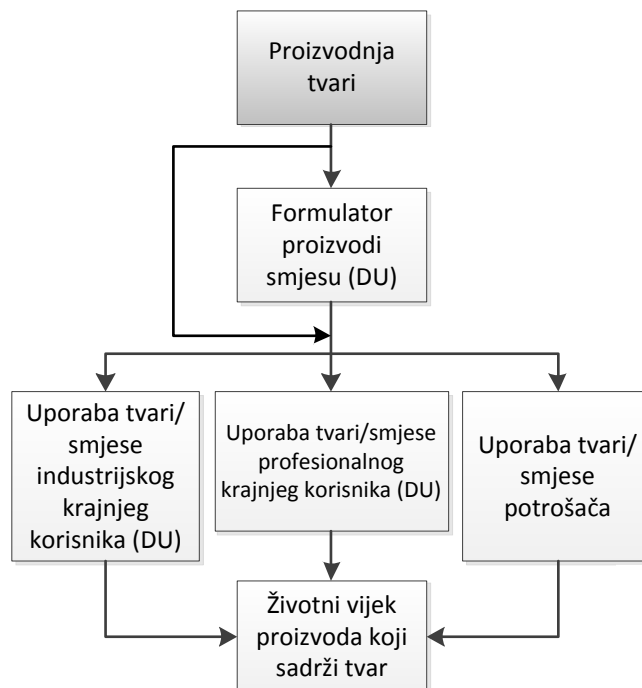 Proizvodnja
tvari
Formulator
proizvodi
smjesu (DU)
Uporaba tvari/
smjese
industrijskog
krajnjeg
korisnika (DU)
Uporaba tvari/smjese
profesionalnog
krajnjeg korisnika (DU)
Uporaba tvari/
smjese
potrošača
Životni vijek
proizvoda koji
sadrži tvar